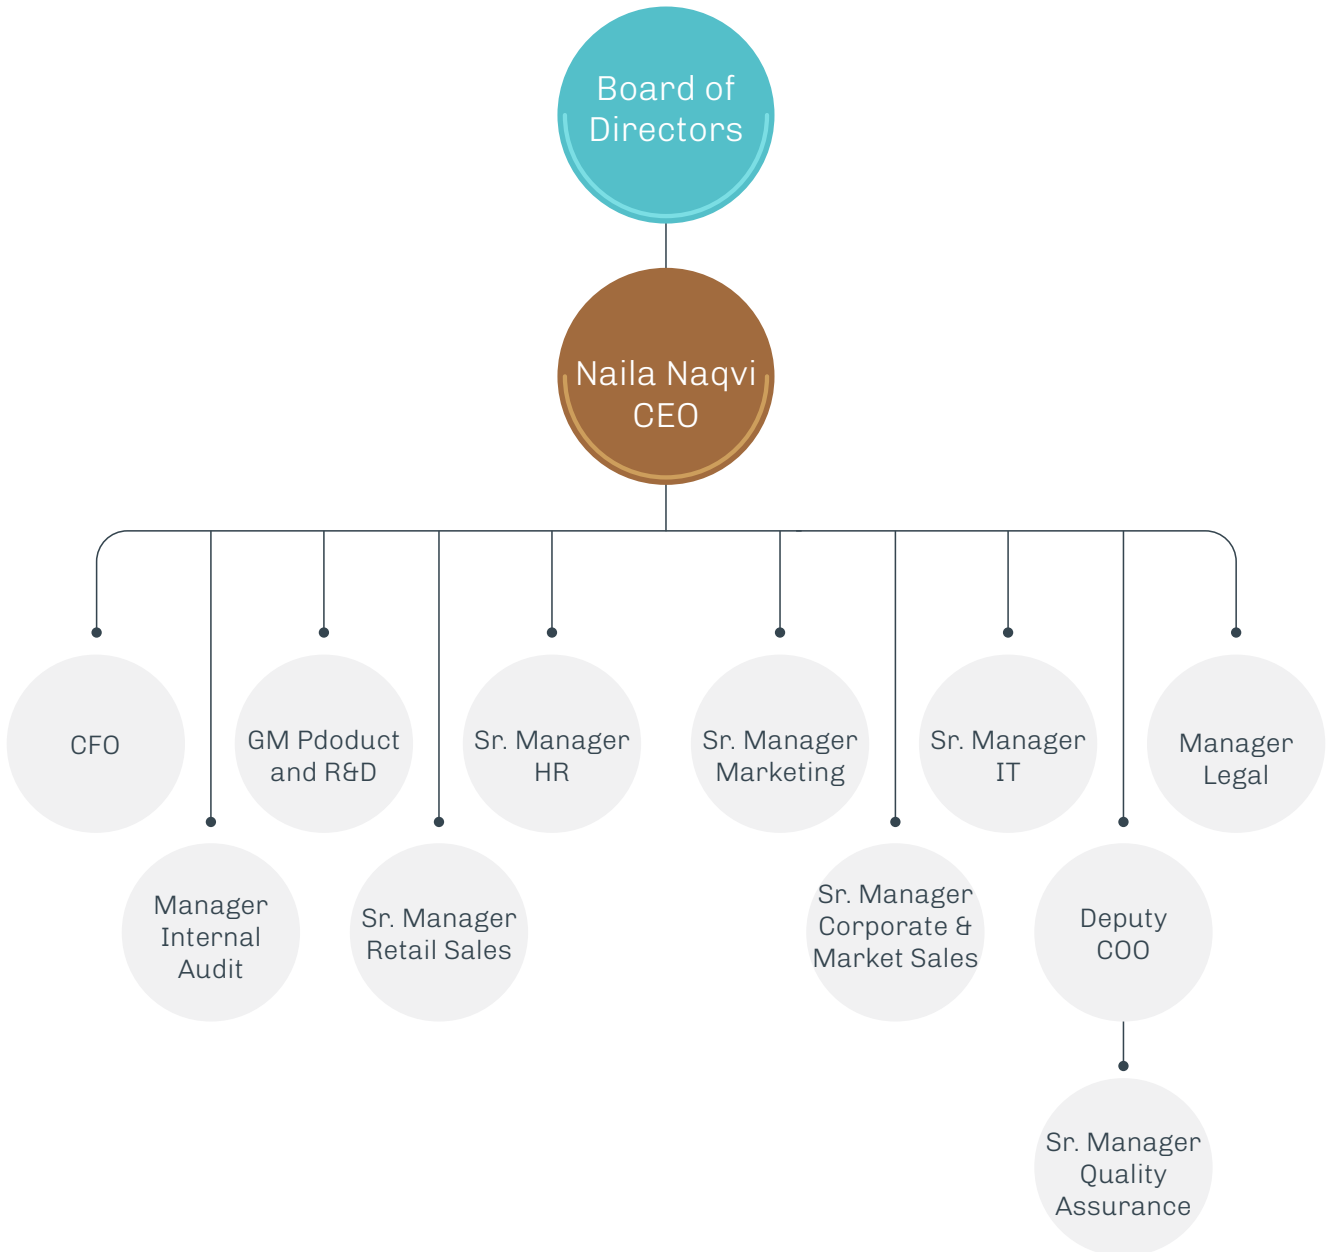 Board of
Directors
Naila Naqvi
CEO
CFO
GM Pdoduct
and R&D
Sr. Manager
HR
Sr. Manager
Marketing
Sr. Manager
IT
Manager
Legal
Manager
Internal
Audit
Sr. Manager
Retail Sales
Sr. Manager
Corporate &
Market Sales
Deputy
COO
Sr. Manager
Quality
Assurance